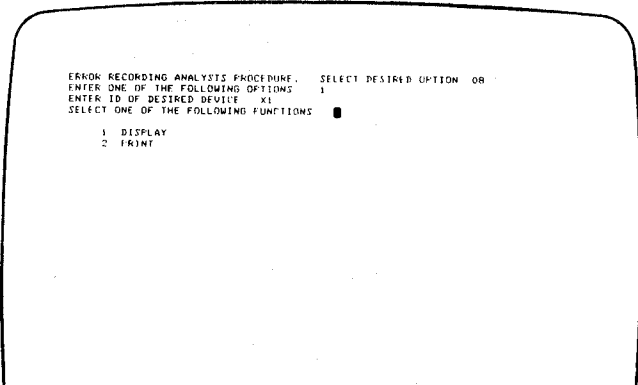 ERROR RECORDING ANALYSIS PROCEDURE. SELECT DESIRED OPTION 08
ENTER ONE OF THE FOLLOWING OPTIONS 1
ENTER ID OF DESIRED DEVICE X1
SELECT ONE OF THE FOLLOWING FUNCTIONS
1 DISPLAY
2 PRINT